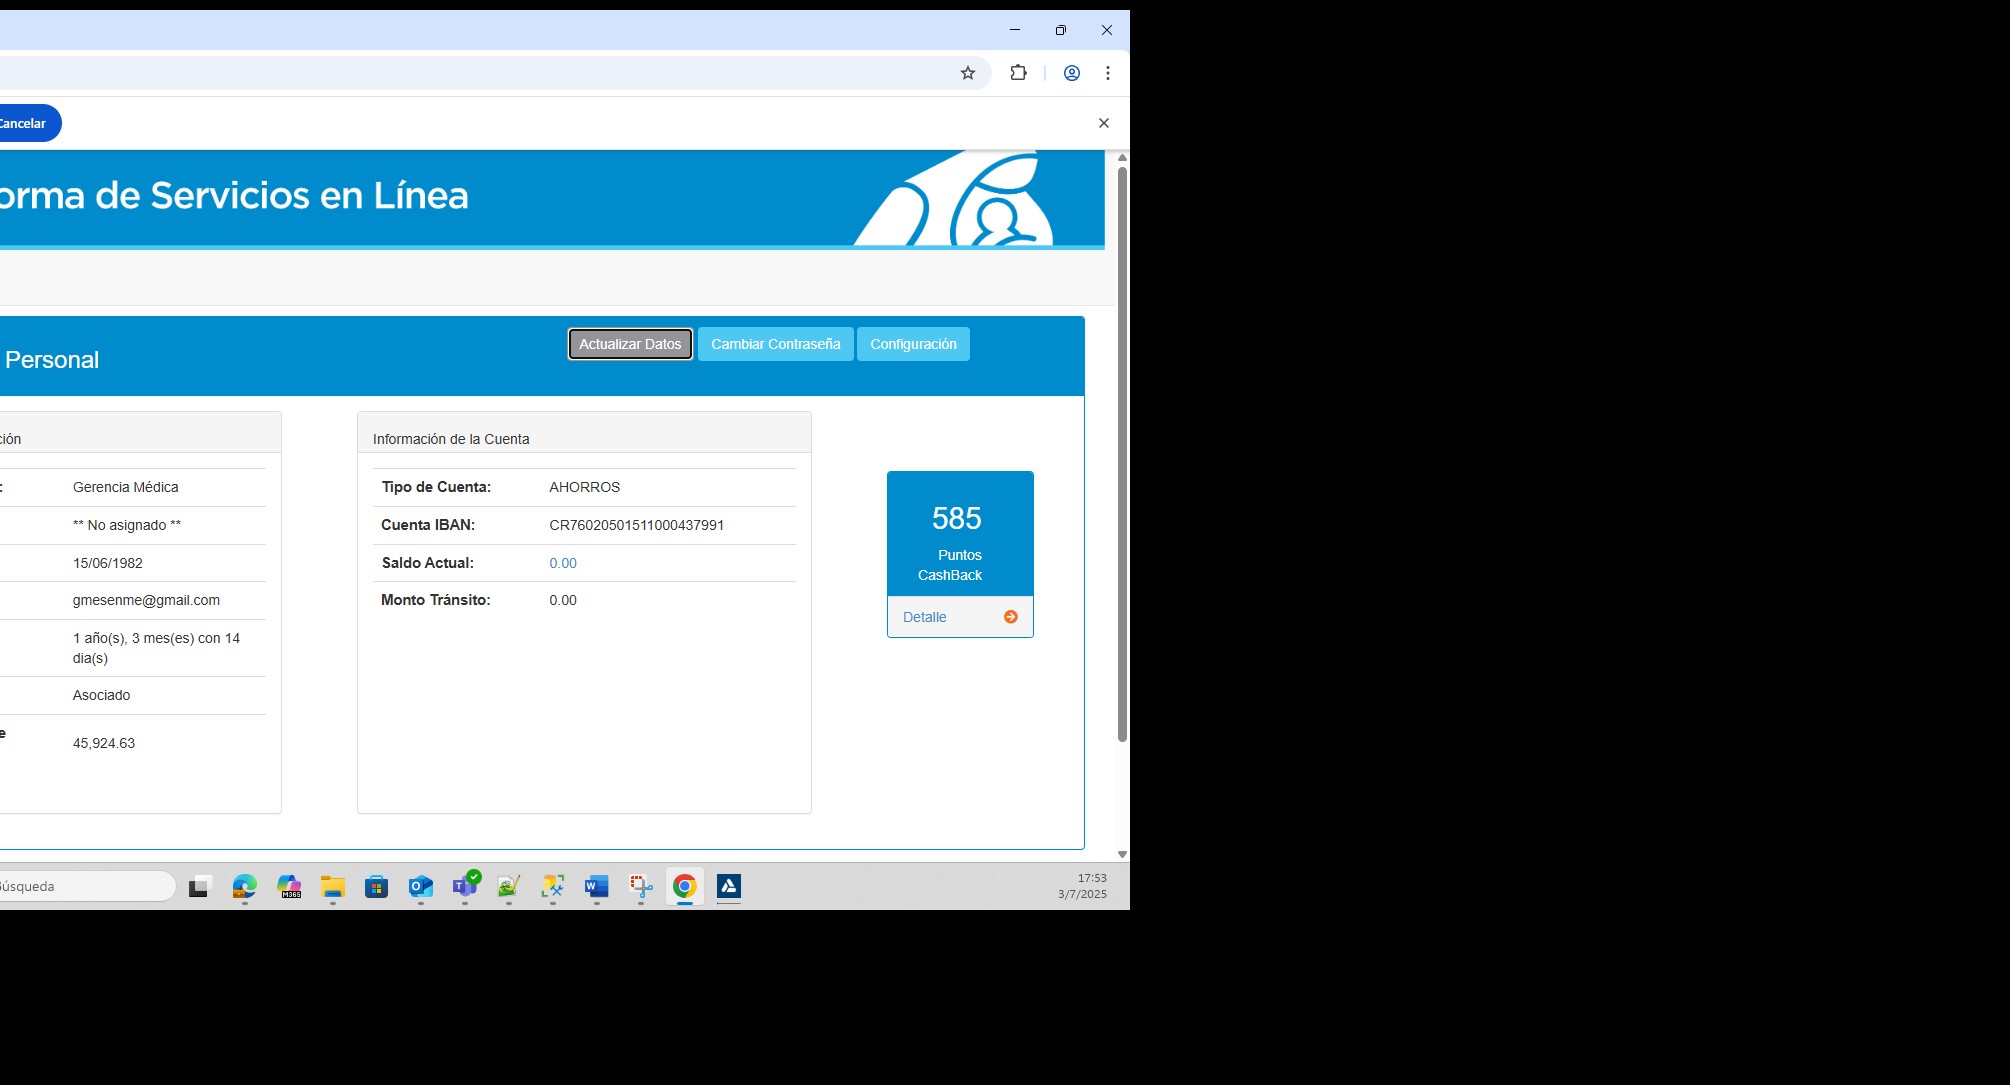 Cancelar
orma de Servicios en Línea
Personal
Actualizar Datos
Cambiar Contraseña
Configuración
ción
: Gerencia Médica
** No asignado **
15/06/1982
gmesenme@gmail.com
1 año(s), 3 mes(es) con 14
dia(s)
Asociado
e
45,924.63
Información de la Cuenta
Tipo de Cuenta: AHORROS
Cuenta IBAN: CR76020501511000437991
Saldo Actual: 0.00
Monto Tránsito: 0.00
585
Puntos
CashBack
Detalle
Búsqueda
M365
17:53
3/7/2025